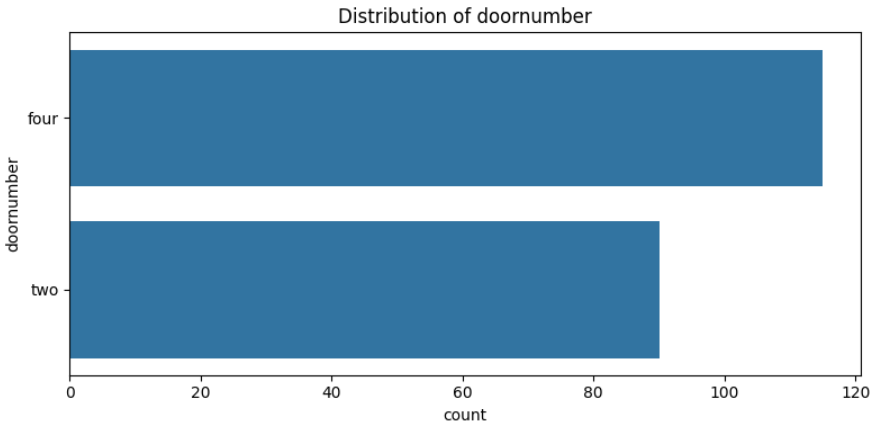 Distribution of doornumber
doornumber
four
two
0 20 40 60 80 100 120
count